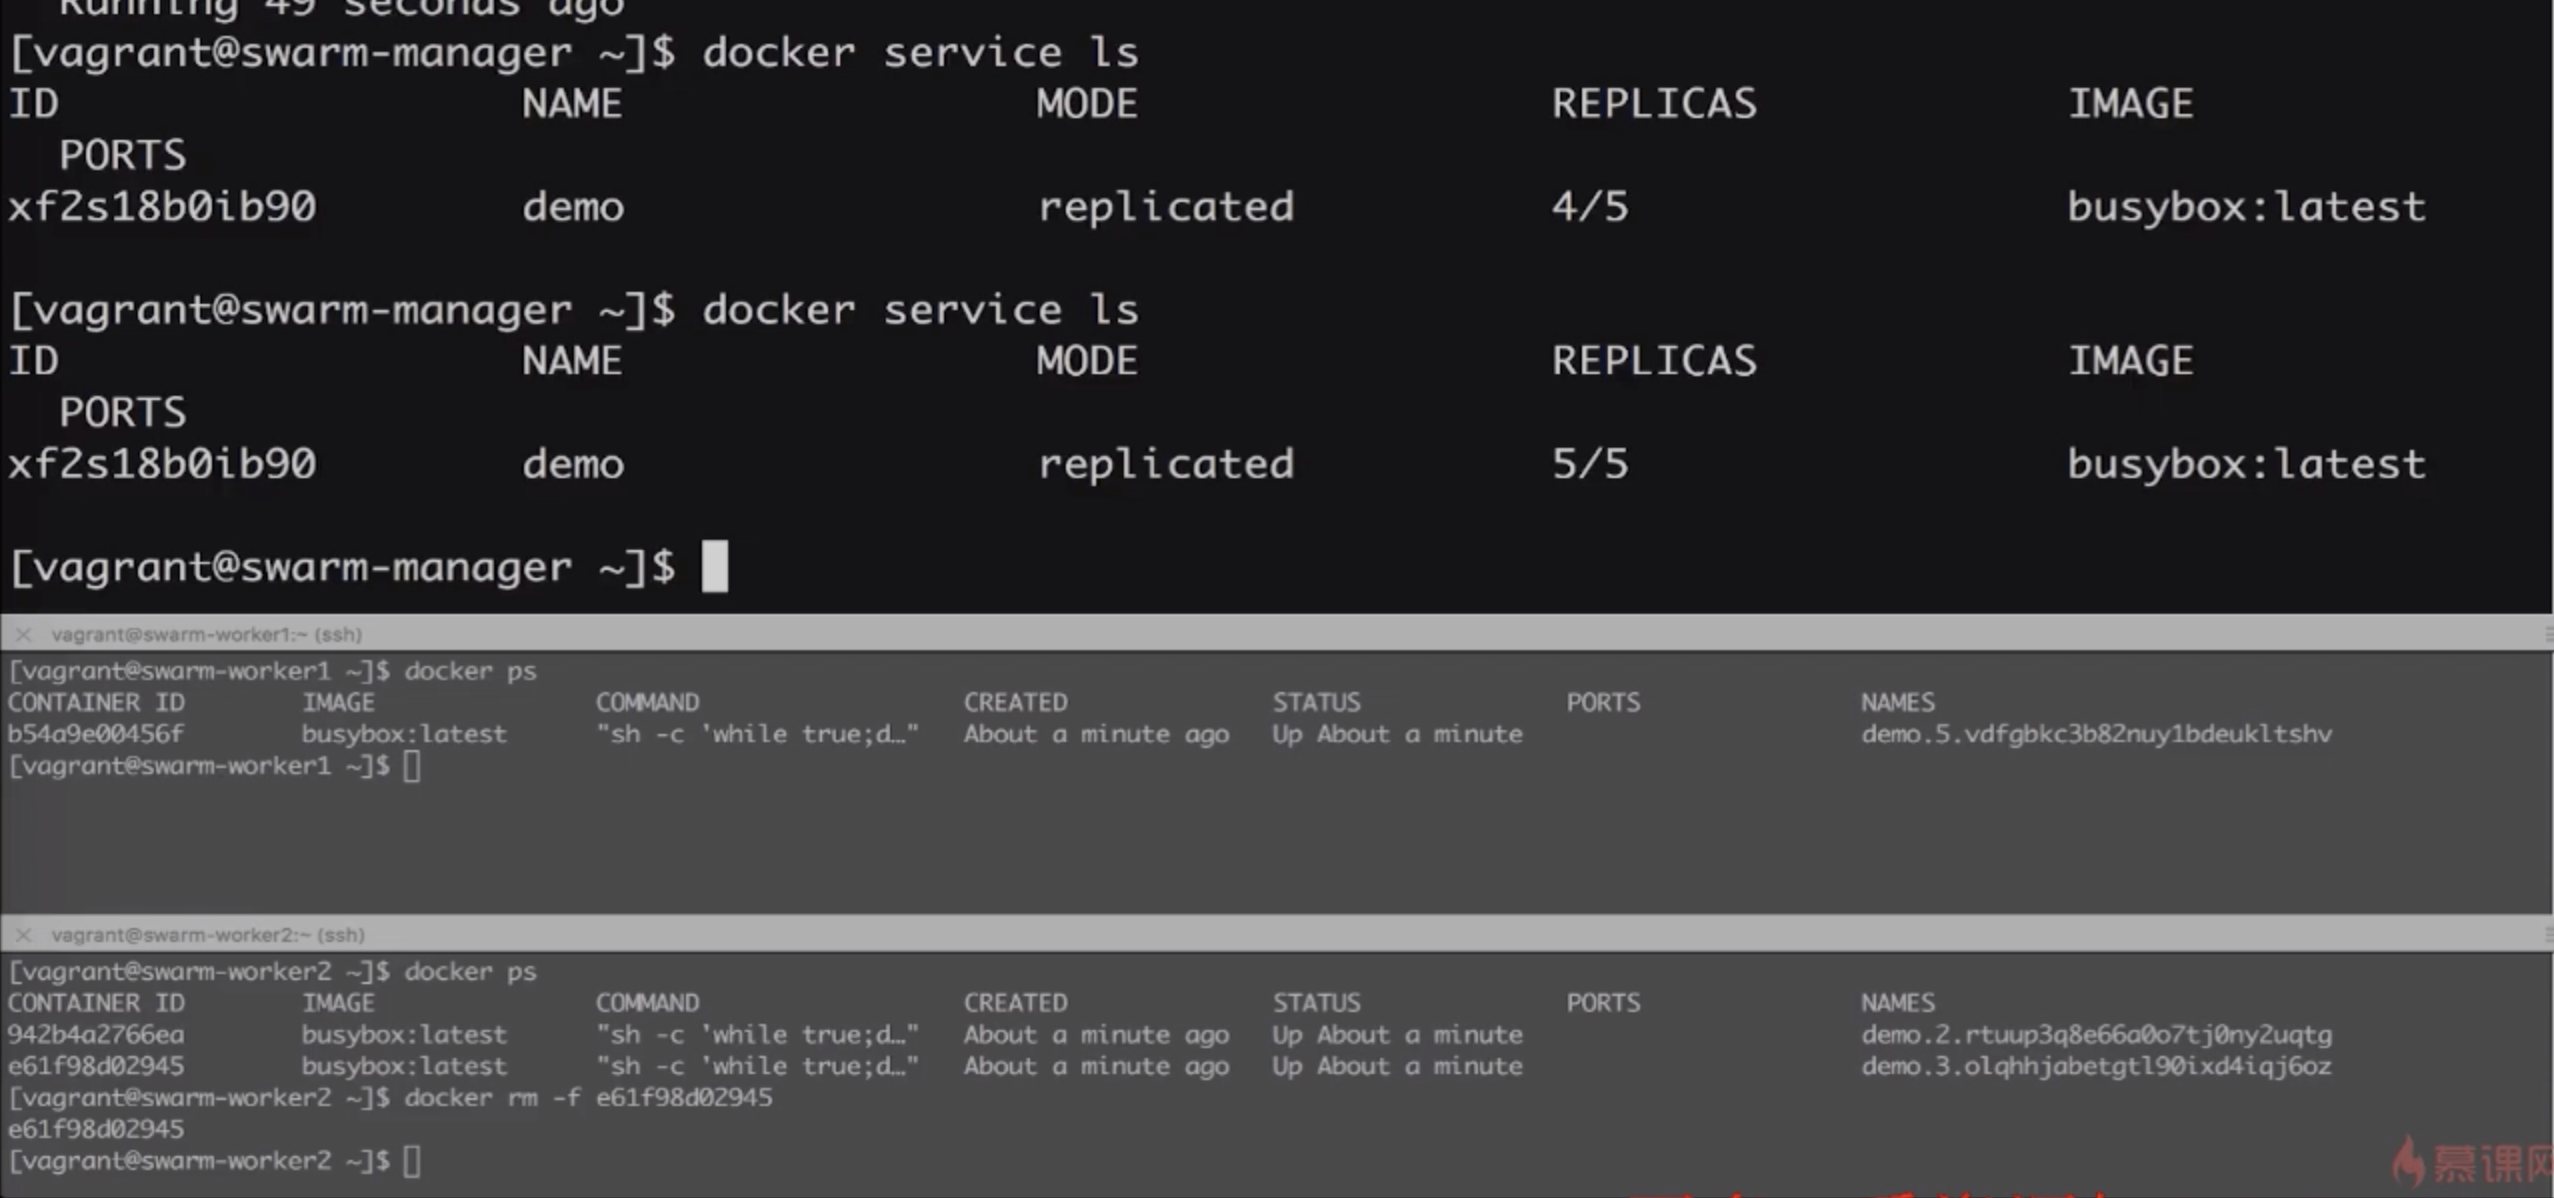 Running 49 seconds ago
[vagrant@swarm-manager ~]$ docker service ls
ID NAME MODE REPLICAS IMAGE
PORTS
xf2s18b0ib90 demo replicated 4/5 busybox:latest
[vagrant@swarm-manager ~]$ docker service ls
ID NAME MODE REPLICAS IMAGE
PORTS
xf2s18b0ib90 demo replicated 5/5 busybox:latest
[vagrant@swarm-manager ~]$
vagrant@swarm-worker1:~ (ssh)
[vagrant@swarm-worker1 ~]$ docker ps
CONTAINER ID IMAGE COMMAND CREATED STATUS PORTS NAMES
b54a9e00456f busybox:latest "sh -c 'while true;d…" About a minute ago Up About a minute demo.5.vdfgbkc3b82nuy1bdeukltshv
[vagrant@swarm-worker1 ~]$
vagrant@swarm-worker2:~ (ssh)
[vagrant@swarm-worker2 ~]$ docker ps
CONTAINER ID IMAGE COMMAND CREATED STATUS PORTS NAMES
942b4a2766ea busybox:latest "sh -c 'while true;d…" About a minute ago Up About a minute demo.2.rtuup3q8e66a0o7tj0ny2uqtg
e61f98d02945 busybox:latest "sh -c 'while true;d…" About a minute ago Up About a minute demo.3.olqhhjabetgtl90ixd4iqj6oz
[vagrant@swarm-worker2 ~]$ docker rm -f e61f98d02945
e61f98d02945
[vagrant@swarm-worker2 ~]$
慕课网